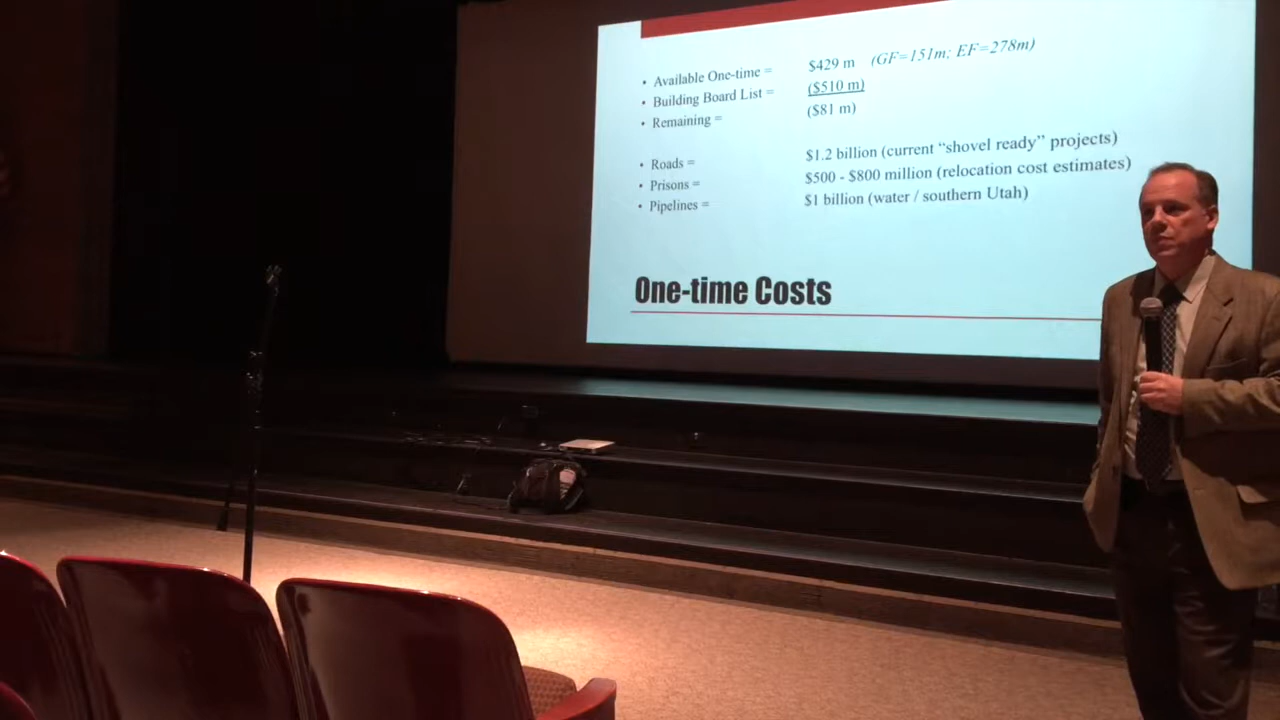 • Available One-time = $429 m (GF=151m; EF=278m)
• Building Board List = ($510 m)
• Remaining = ($81 m)
• Roads = $1.2 billion (current “shovel ready” projects)
• Prisons = $500 - $800 million (relocation cost estimates)
• Pipelines = $1 billion (water / southern Utah)
One-time Costs